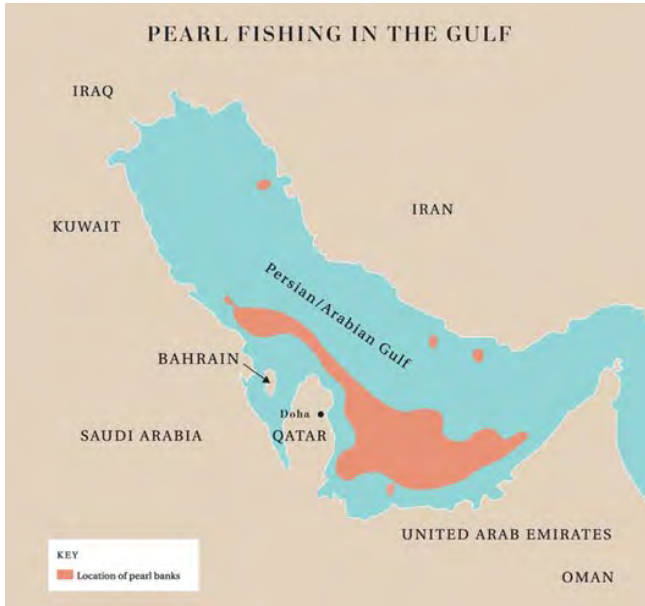 PEARL FISHING IN THE GULF
IRAQ
IRAN
KUWAIT
Persian/Arabian Gulf
BAHRAIN
Doha
SAUDI ARABIA
QATAR
UNITED ARAB EMIRATES
OMAN
KEY
Location of pearl banks